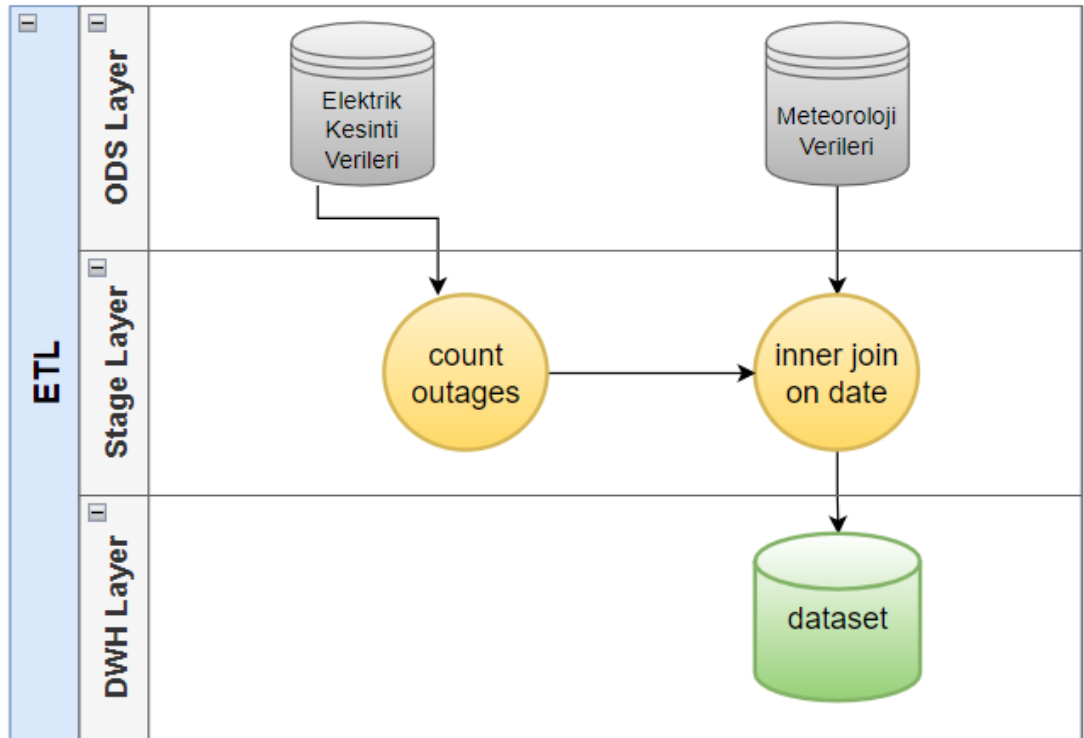 ETL
ODS Layer
Elektrik
Kesinti
Verileri
Meteoroloji
Verileri
Stage Layer
count
outages
inner join
on date
DWH Layer
dataset